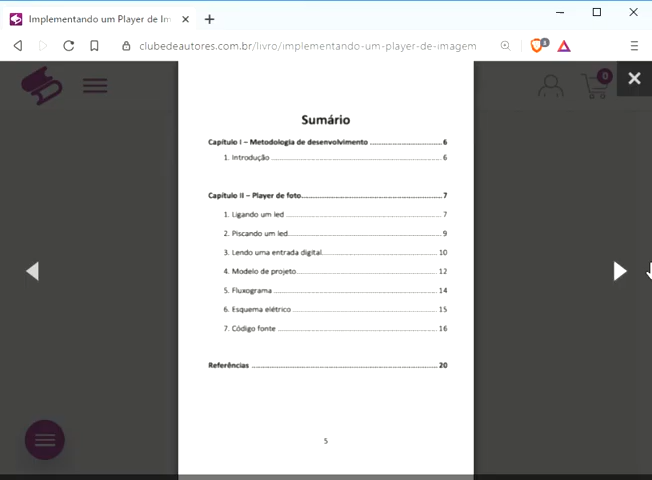 Implementando um Player de Im
clubedeautores.com.br/livro/implementando-um-player-de-imagem
0
Sumário
Capítulo I – Metodologia de desenvolvimento 6
1. Introdução 6
Capítulo II – Player de foto 7
1. Ligando um led 7
2. Piscando um led 9
3. Lendo uma entrada digital 10
4. Modelo de projeto 12
5. Fluxograma 14
6. Esquema elétrico 15
7. Código fonte 16
Referências 20
5